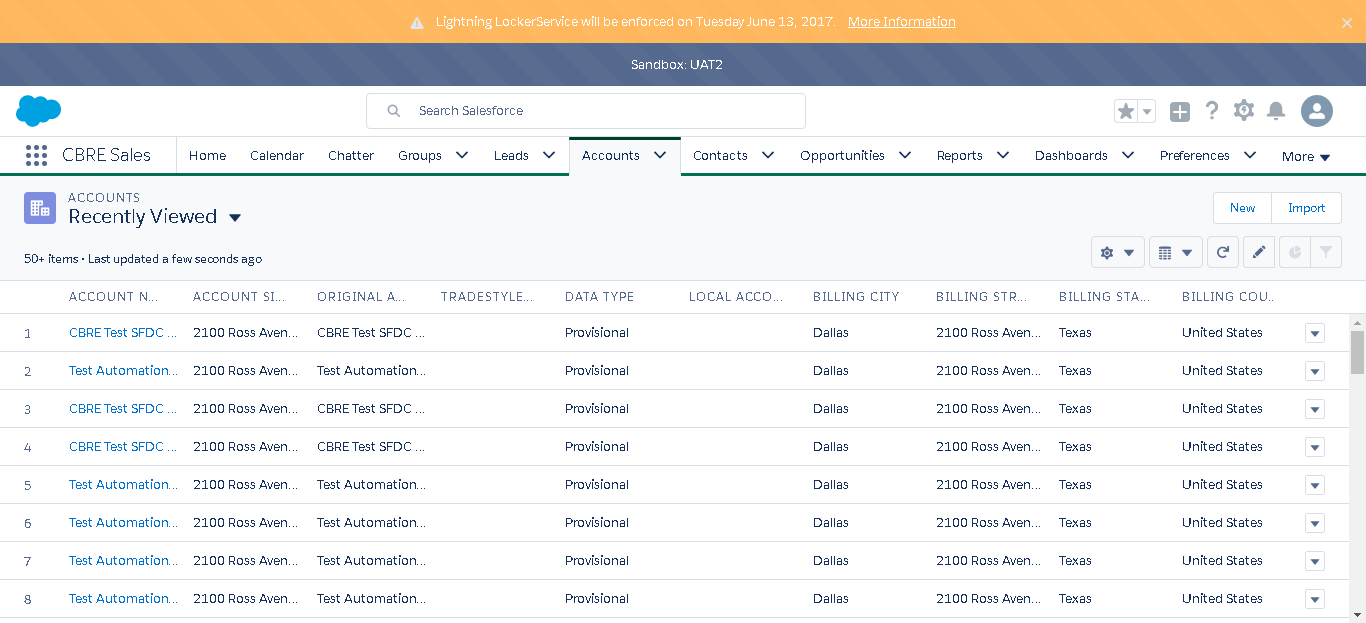 Lightning LockerService will be enforced on Tuesday June 13, 2017. More Information
Sandbox: UAT2
Search Salesforce
CBRE Sales Home Calendar Chatter Groups Leads Accounts Contacts Opportunities Reports Dashboards Preferences More
ACCOUNTS
Recently Viewed
New Import
50+ items • Last updated a few seconds ago
ACCOUNT N... ACCOUNT SI... ORIGINAL A... TRADESTYLE... DATA TYPE LOCAL ACCO... BILLING CITY BILLING STR... BILLING STA... BILLING COU...
1 CBRE Test SFDC ... 2100 Ross Aven... CBRE Test SFDC ... Provisional Dallas 2100 Ross Aven... Texas United States
2 Test Automation... 2100 Ross Aven... Test Automation... Provisional Dallas 2100 Ross Aven... Texas United States
3 CBRE Test SFDC ... 2100 Ross Aven... CBRE Test SFDC ... Provisional Dallas 2100 Ross Aven... Texas United States
4 CBRE Test SFDC ... 2100 Ross Aven... CBRE Test SFDC ... Provisional Dallas 2100 Ross Aven... Texas United States
5 Test Automation... 2100 Ross Aven... Test Automation... Provisional Dallas 2100 Ross Aven... Texas United States
6 Test Automation... 2100 Ross Aven... Test Automation... Provisional Dallas 2100 Ross Aven... Texas United States
7 Test Automation... 2100 Ross Aven... Test Automation... Provisional Dallas 2100 Ross Aven... Texas United States
8 Test Automation... 2100 Ross Aven... Test Automation... Provisional Dallas 2100 Ross Aven... Texas United States